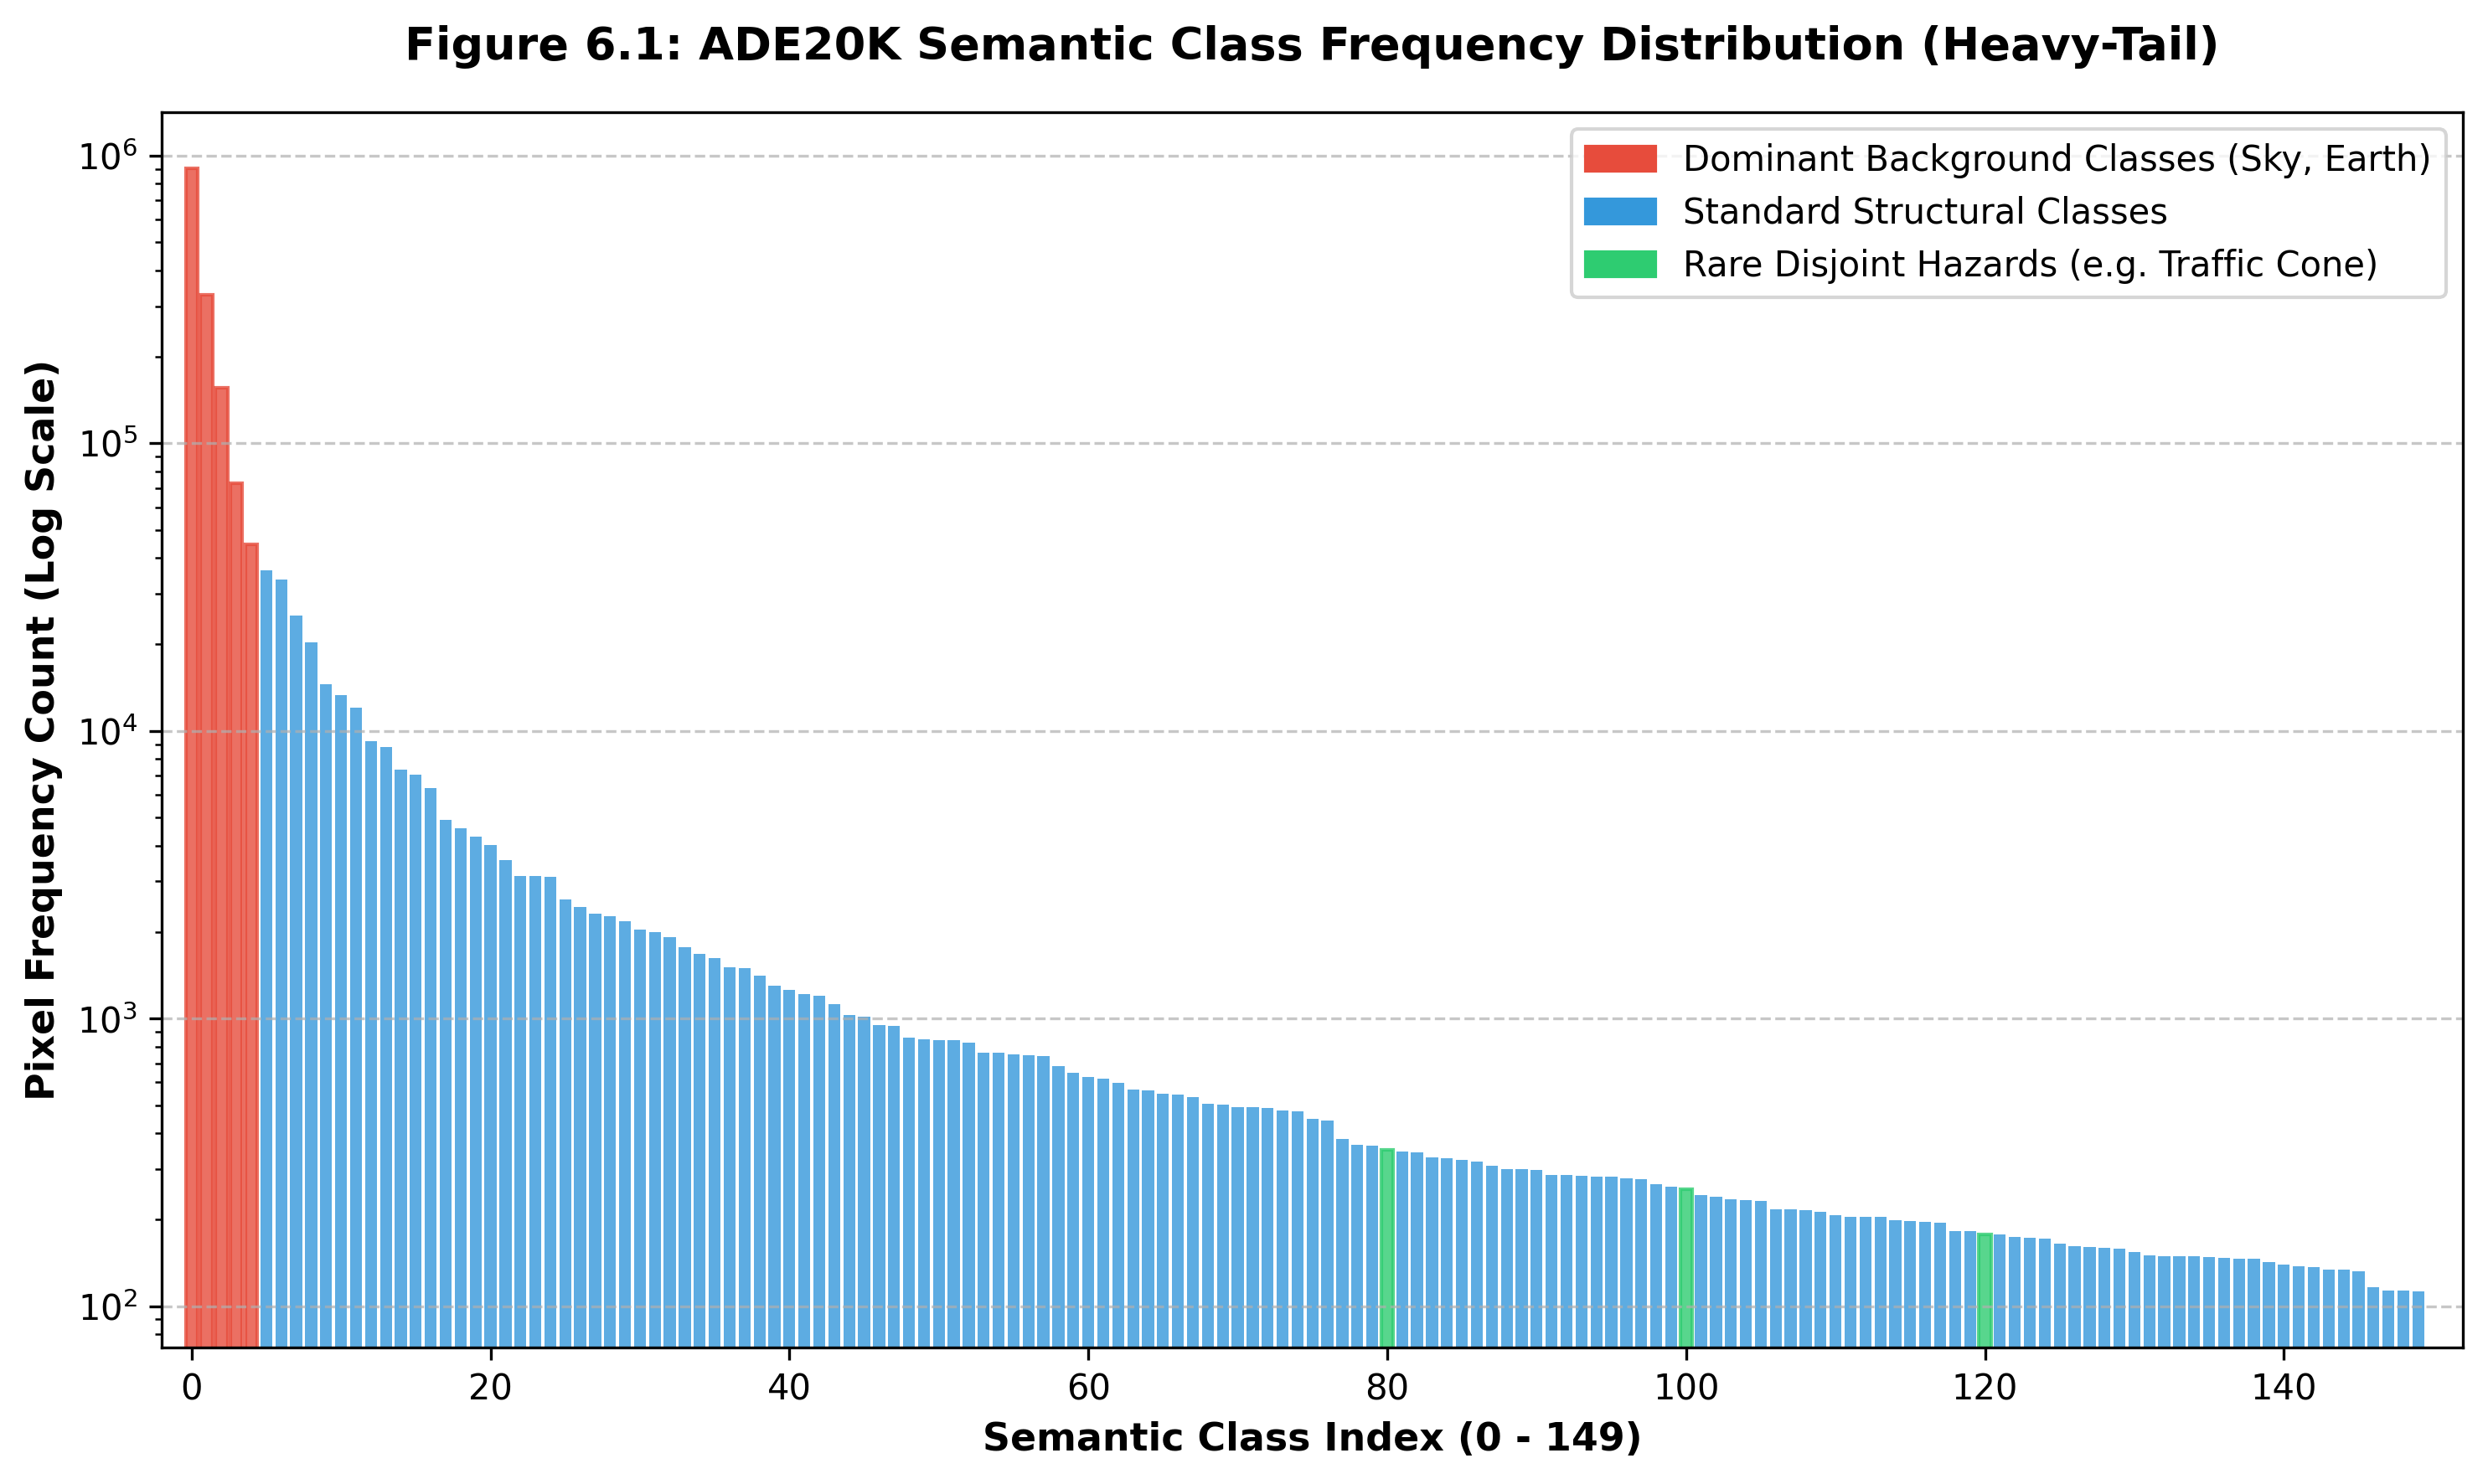 Figure 6.1: ADE20K Semantic Class Frequency Distribution (Heavy-Tail)
Pixel Frequency Count (Log Scale)
10⁶
10⁵
10⁴
10³
10²
Dominant Background Classes (Sky, Earth)
Standard Structural Classes
Rare Disjoint Hazards (e.g. Traffic Cone)
0 20 40 60 80 100 120 140
Semantic Class Index (0 - 149)